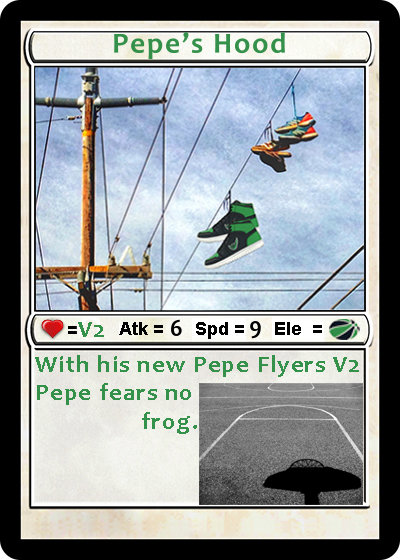 Pepe's Hood
=V2 Atk = 6 Spd = 9 Ele =
With his new Pepe Flyers V2
Pepe fears no
frog.